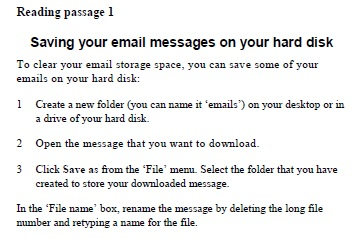 Reading passage 1
Saving your email messages on your hard disk
To clear your email storage space, you can save some of your
emails on your hard disk:
1 Create a new folder (you can name it 'emails') on your desktop or in
a drive of your hard disk.
2 Open the message that you want to download.
3 Click Save as from the 'File' menu. Select the folder that you have
created to store your downloaded message.
In the 'File name' box, rename the message by deleting the long file
number and retyping a name for the file.